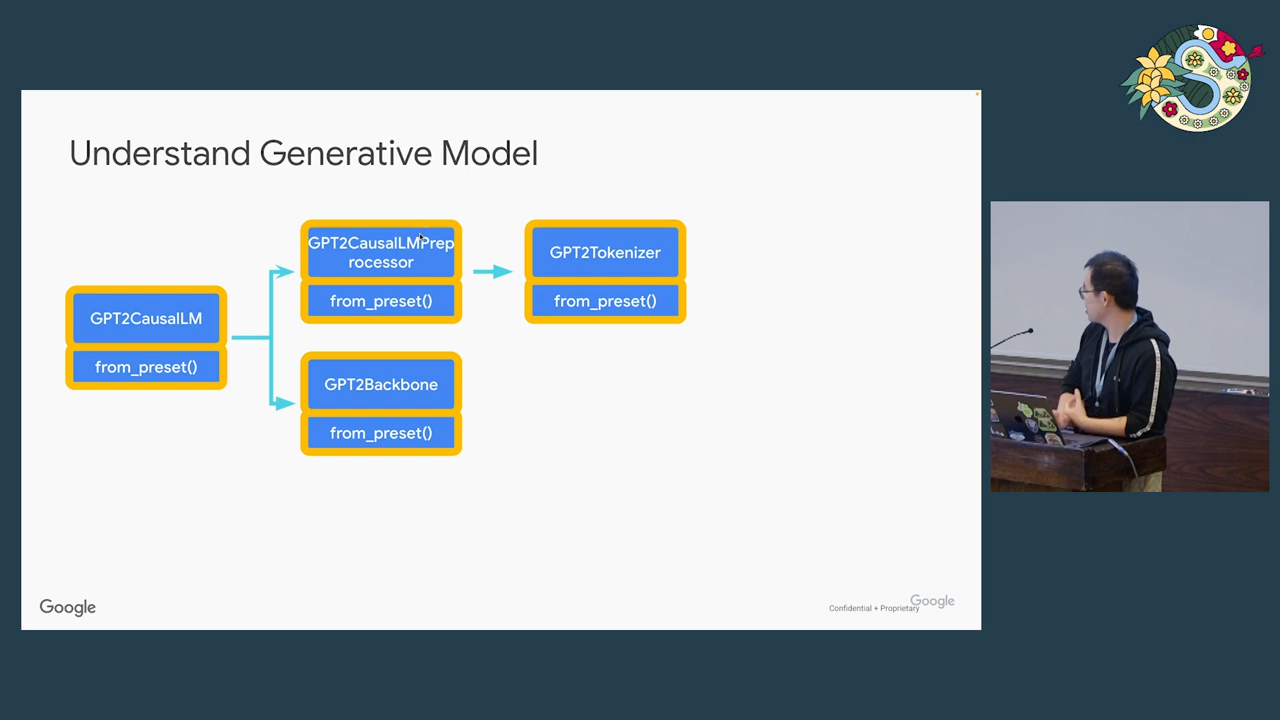 Understand Generative Model
GPT2CausalLM
from_preset()
GPT2CausalLMPrep
rocessor
from_preset()
GPT2Tokenizer
from_preset()
GPT2Backbone
from_preset()
Google
Confidential + Proprietary
Google